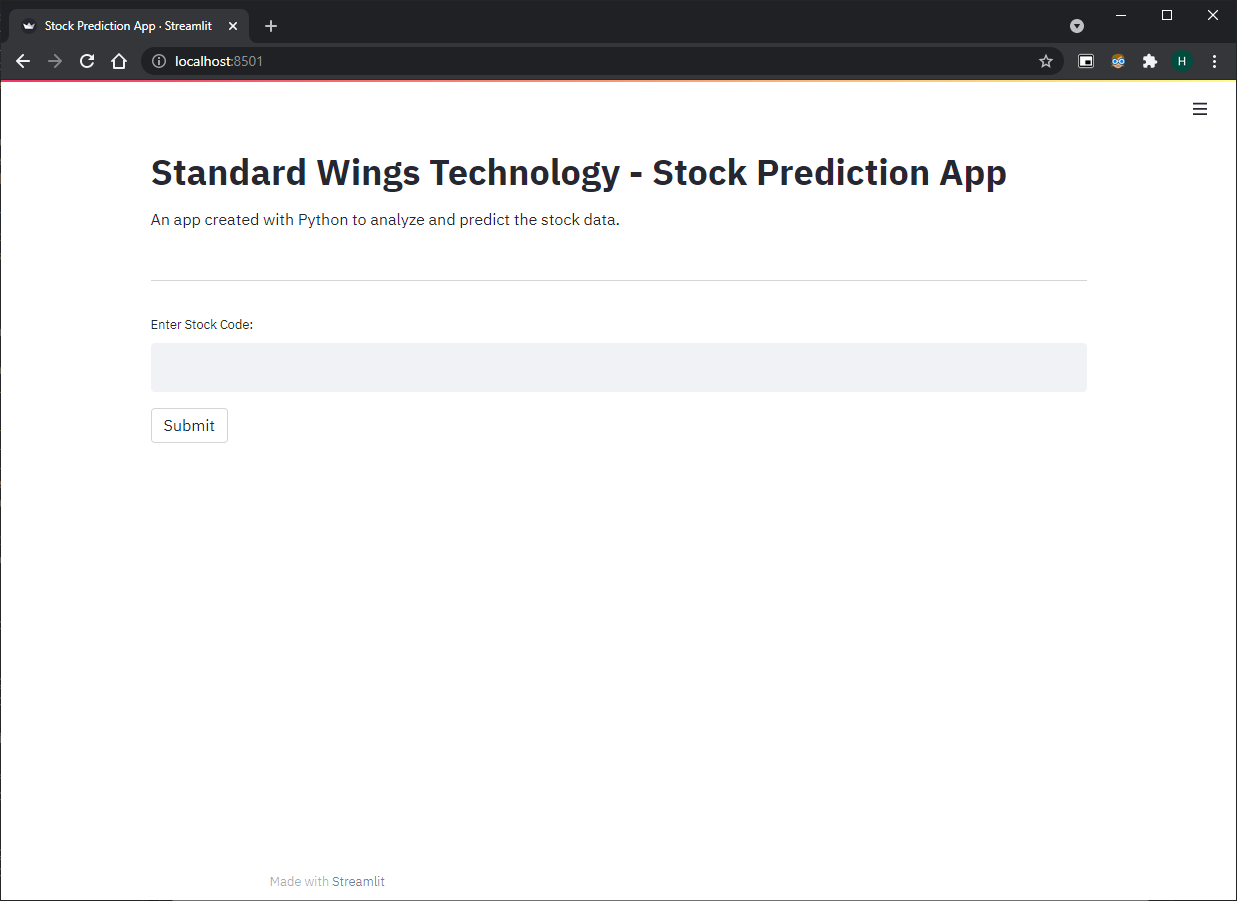 Stock Prediction App · Streamlit
localhost:8501
H
Standard Wings Technology - Stock Prediction App
An app created with Python to analyze and predict the stock data.
Enter Stock Code:
Submit
Made with Streamlit